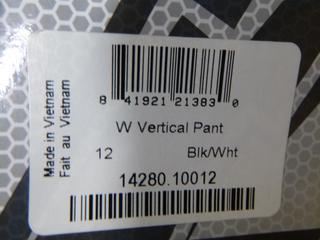 8 41921 21383 0
W Vertical Pant
12 Blk/Wht
14280.10012
Made in Vietnam
Fait au Vietnam